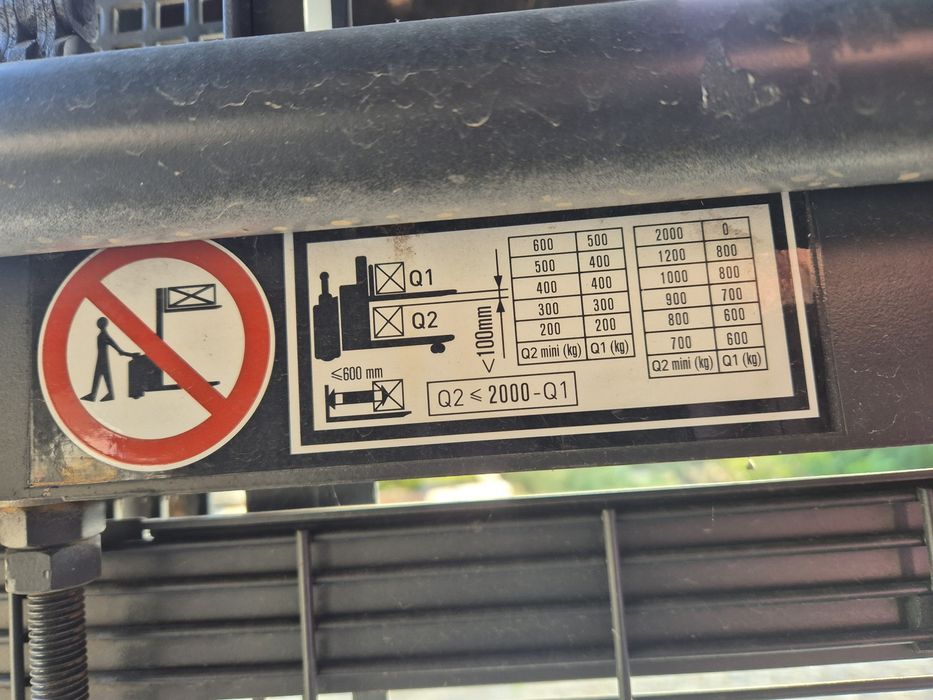 Q1
Q2
<100mm
≤600 mm
Q2 ≤ 2000-Q1
600 500
500 400
400 400
300 300
200 200
Q2 mini (kg) Q1 (kg)
2000 0
1200 800
1000 800
900 700
800 600
700 600
Q2 mini (kg) Q1 (kg)